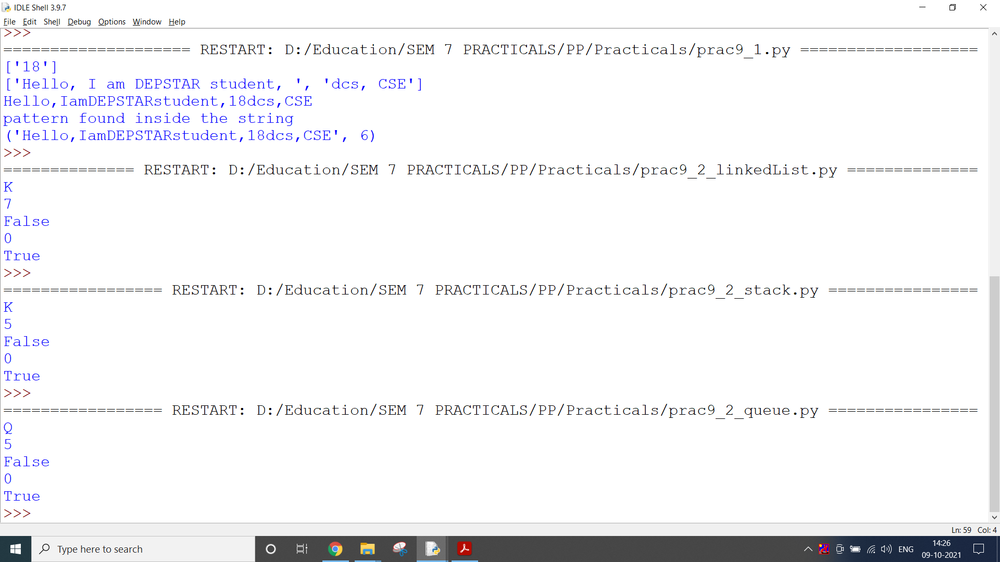 IDLE Shell 3.9.7
File Edit Shell Debug Options Window Help
>>>
==================== RESTART: D:/Education/SEM 7 PRACTICALS/PP/Practicals/prac9_1.py ===================
['18']
['Hello, I am DEPSTAR student, ', 'dcs, CSE']
Hello,IamDEPSTARstudent,18dcs,CSE
pattern found inside the string
('Hello,IamDEPSTARstudent,18dcs,CSE', 6)
>>>
============== RESTART: D:/Education/SEM 7 PRACTICALS/PP/Practicals/prac9_2_linkedList.py ==============
K
7
False
0
True
>>>
================= RESTART: D:/Education/SEM 7 PRACTICALS/PP/Practicals/prac9_2_stack.py ================
K
5
False
0
True
>>>
================= RESTART: D:/Education/SEM 7 PRACTICALS/PP/Practicals/prac9_2_queue.py ================
Q
5
False
0
True
>>>
Ln: 59 Col: 4
Type here to search
ENG
14:26
09-10-2021